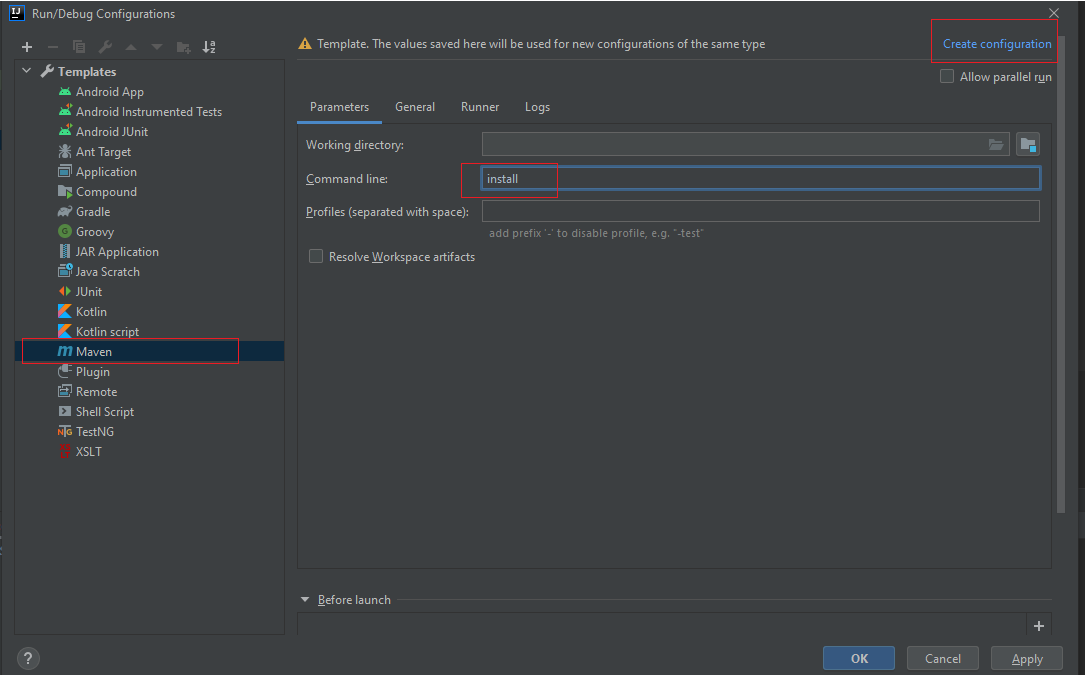 Run/Debug Configurations
Template. The values saved here will be used for new configurations of the same type
Create configuration
Allow parallel run
Templates
Android App
Android Instrumented Tests
Android JUnit
Ant Target
Application
Compound
Gradle
Groovy
JAR Application
Java Scratch
JUnit
Kotlin
Kotlin script
Maven
Plugin
Remote
Shell Script
TestNG
XSLT
Parameters General Runner Logs
Working directory:
Command line: install
Profiles (separated with space):
add prefix '-' to disable profile, e.g. "-test"
Resolve Workspace artifacts
Before launch
? OK Cancel Apply